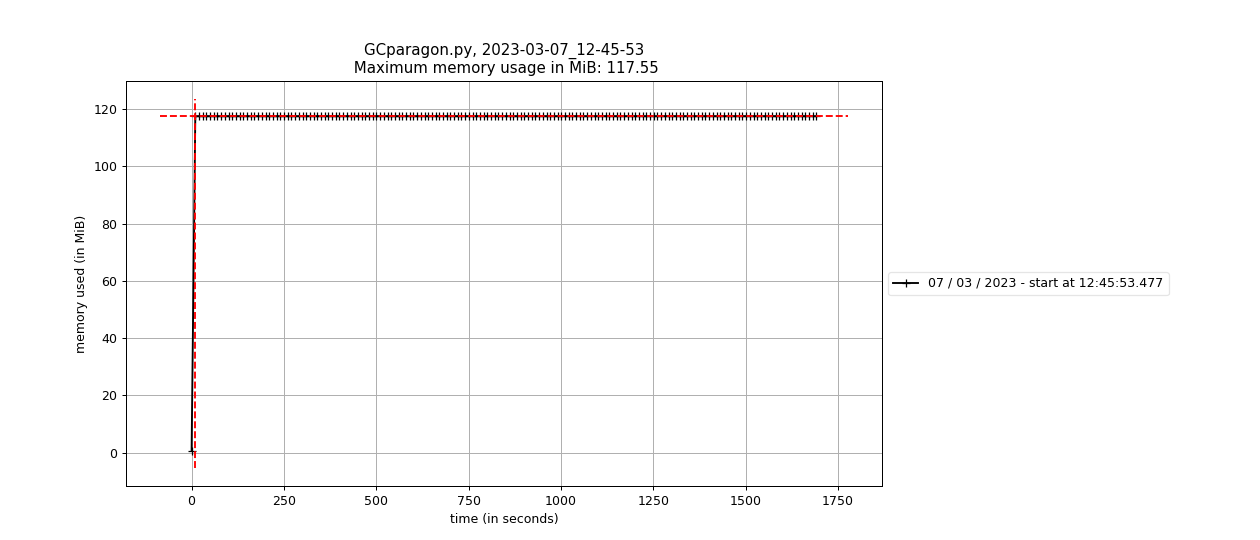 GCparagon.py, 2023-03-07_12-45-53
Maximum memory usage in MiB: 117.55
memory used (in MiB)
120
100
80
60
40
20
0
07 / 03 / 2023 - start at 12:45:53.477
0 250 500 750 1000 1250 1500 1750
time (in seconds)